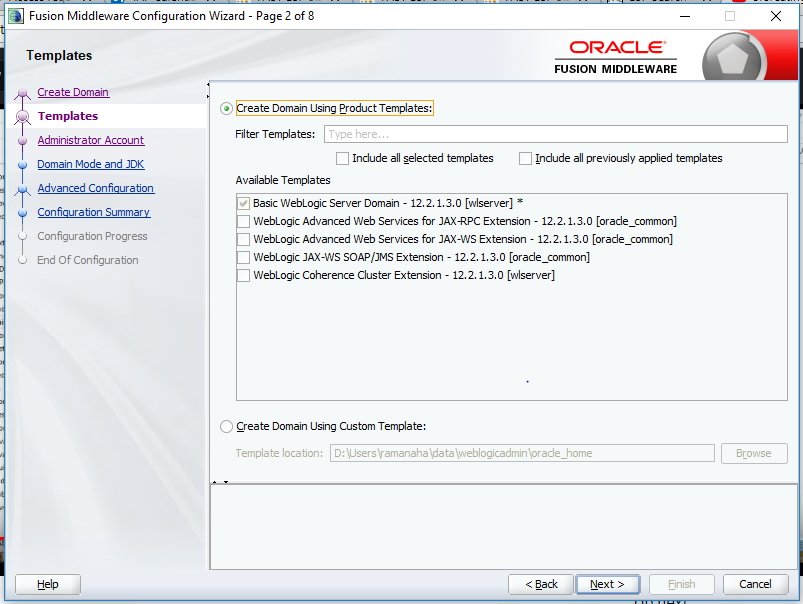 Fusion Middleware Configuration Wizard - Page 2 of 8
Templates
ORACLE
FUSION MIDDLEWARE
Create Domain
Templates
Administrator Account
Domain Mode and JDK
Advanced Configuration
Configuration Summary
Configuration Progress
End Of Configuration
Create Domain Using Product Templates:
Filter Templates: Type here...
Include all selected templates Include all previously applied templates
Available Templates
Basic WebLogic Server Domain - 12.2.1.3.0 [wlserver] *
WebLogic Advanced Web Services for JAX-RPC Extension - 12.2.1.3.0 [oracle_common]
WebLogic Advanced Web Services for JAX-WS Extension - 12.2.1.3.0 [oracle_common]
WebLogic JAX-WS SOAP/JMS Extension - 12.2.1.3.0 [oracle_common]
WebLogic Coherence Cluster Extension - 12.2.1.3.0 [wlserver]
Create Domain Using Custom Template:
Template location: D:\Users\ramanaha\data\weblogicadmin\oracle_home Browse
Help < Back Next > Finish Cancel